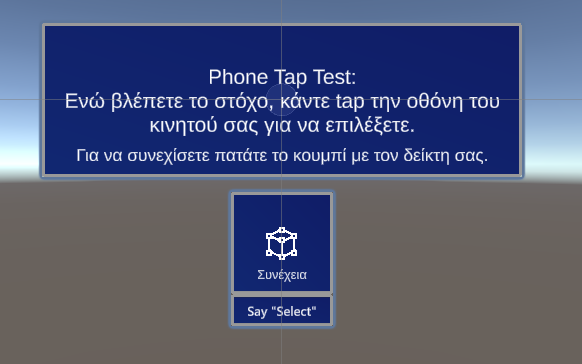 Phone Tap Test:
Ενώ βλέπετε το στόχο, κάντε tap την οθόνη του
κινητού σας για να επιλέξετε.
Για να συνεχίσετε πατάτε το κουμπί με τον δείκτη σας.
Συνέχεια
Say "Select"